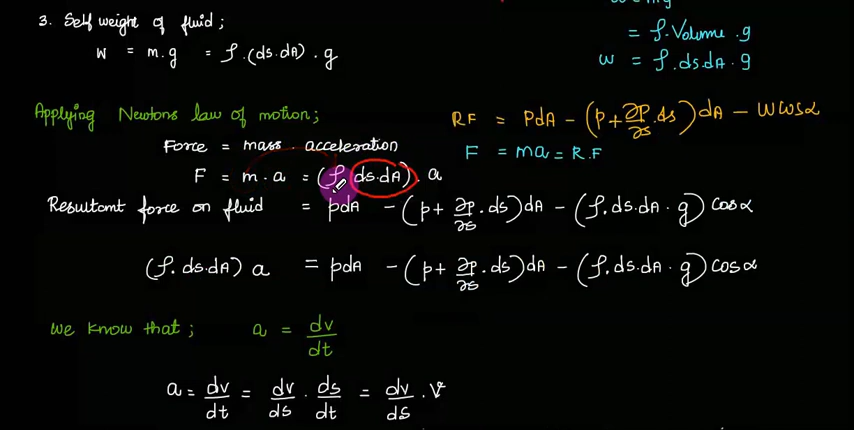 3. Self weight of fluid;
W = m.g = ρ.(ds.dA).g
= ρ.Volume.g
w = ρ.ds.dA.g
Applying Newtons law of motion;
Force = mass . acceleration
F = m.a = (ρ.ds.dA).a
RF = PdA - (P + ∂P/∂s .ds)dA - W cosα
F = ma = R.F
Resultant force on fluid = pdA - (p + ∂p/∂s . ds)dA - (ρ.ds.dA.g) cosα
(ρ.ds.dA) a = pdA - (p + ∂p/∂s . ds)dA - (ρ.ds.dA.g) cosα
We know that; a = dv/dt
a = dv/dt = dv/ds . ds/dt = dv/ds . v